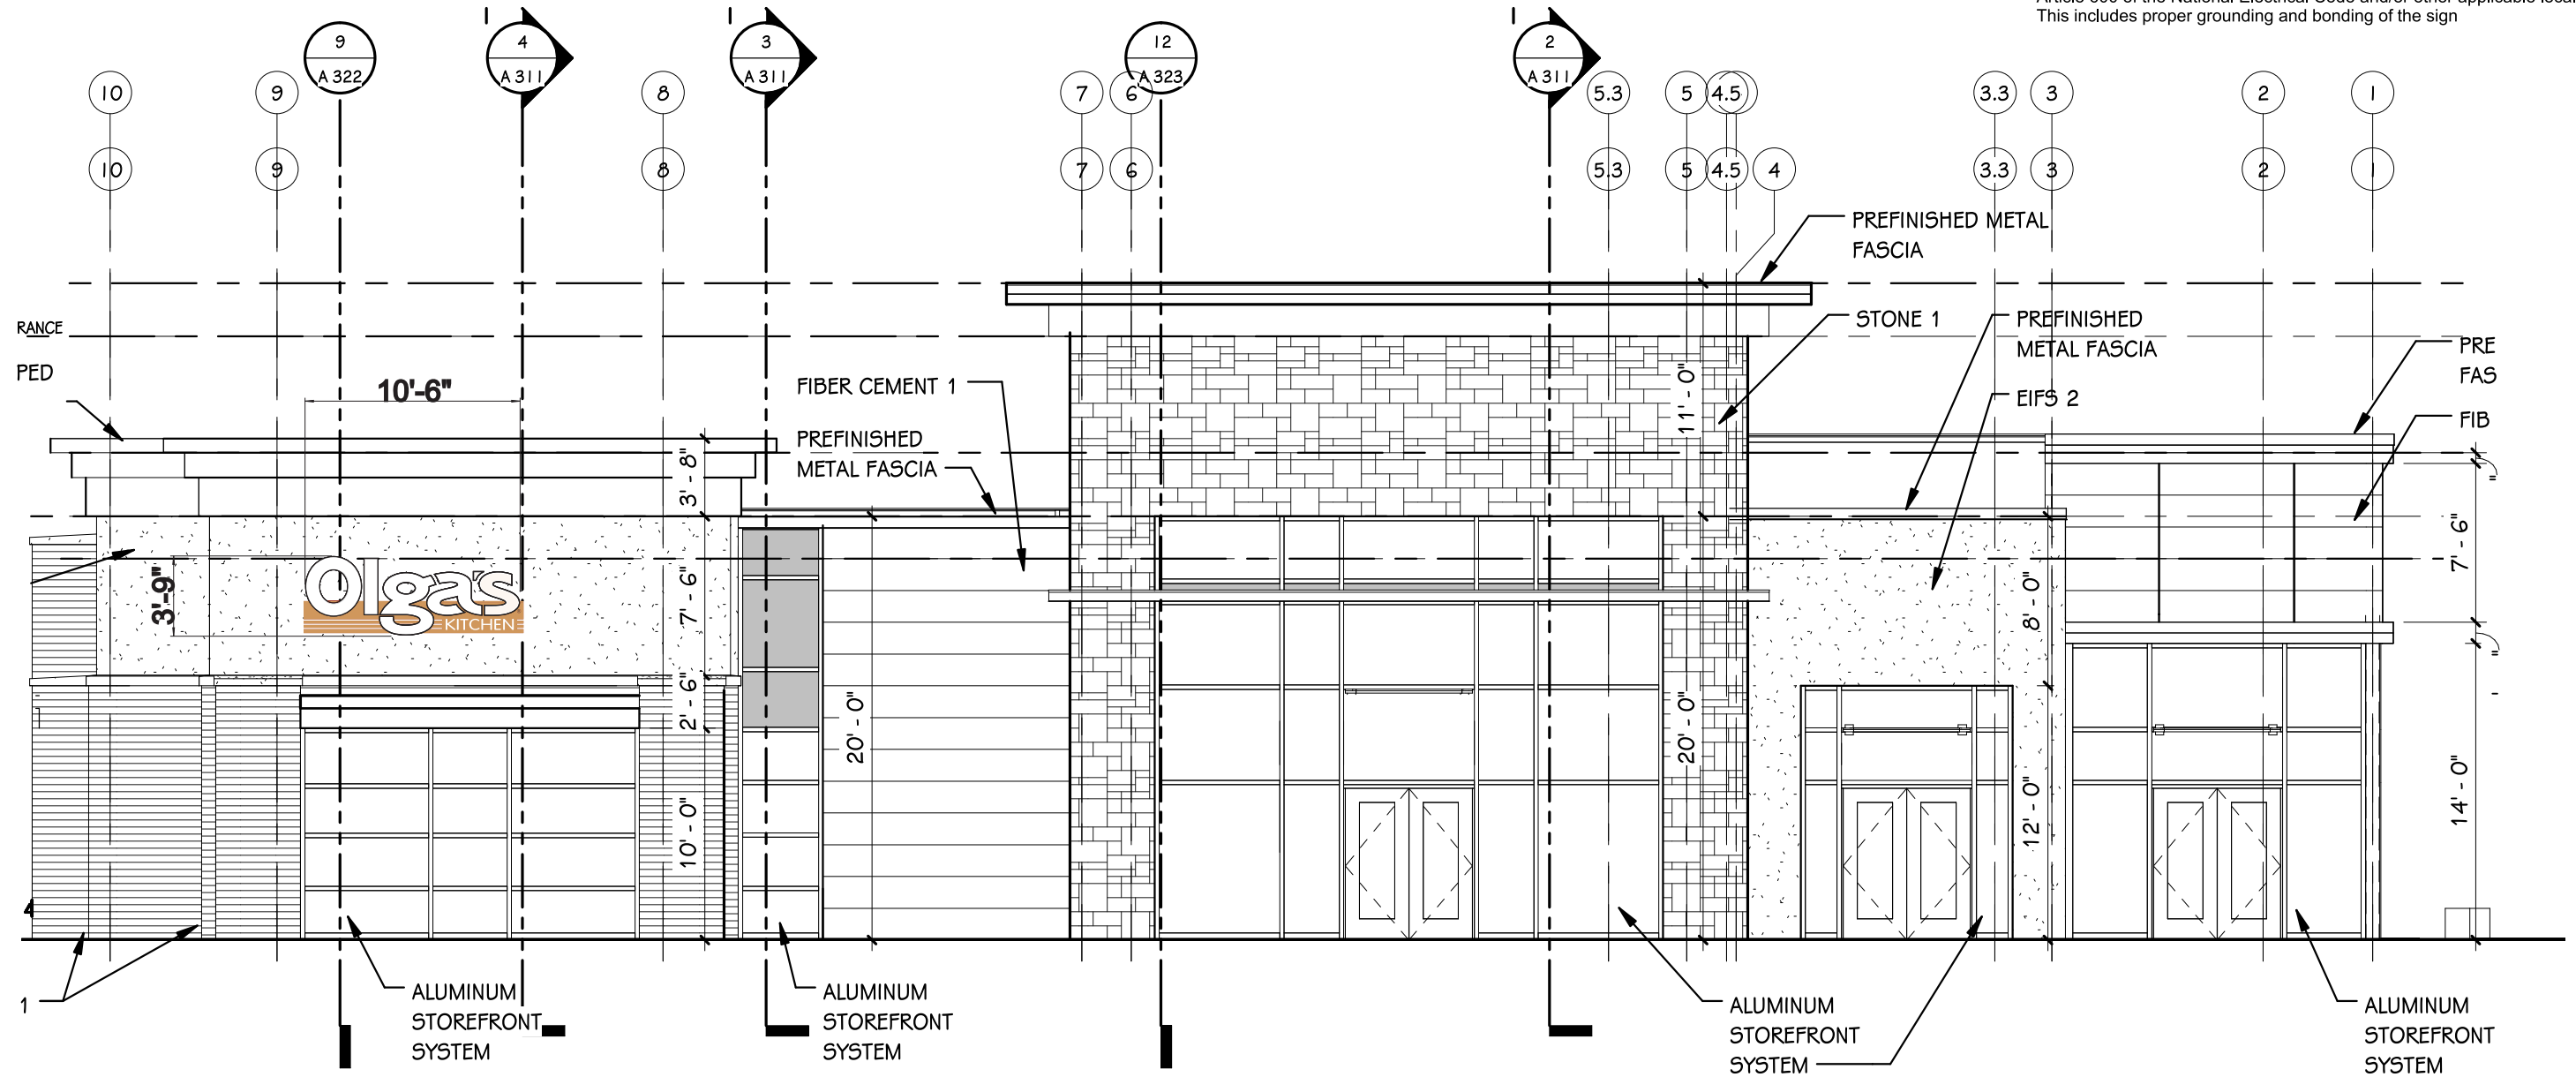 This includes proper grounding and bonding of the sign
9
A 322
4
A 311
3
A 311
12
A 323
2
A 311
10
9
8
7
6
5.3
5
4.5
3.3
3
2
1
10
9
8
7
6
5.3
5
4.5
4
3.3
3
2
1
PREFINISHED METAL
FASCIA
RANCE
PED
10'-6"
FIBER CEMENT 1
PREFINISHED
METAL FASCIA
STONE 1
PREFINISHED
METAL FASCIA
EIFS 2
PRE
FAS
FIB
11' - 0"
3' - 8"
7' - 6"
2' - 6"
10' - 0"
3'-9"
Olga's
KITCHEN
20' - 0"
20' - 0"
8' - 0"
12' - 0"
7' - 6"
14' - 0"
4
1
ALUMINUM
STOREFRONT
SYSTEM
ALUMINUM
STOREFRONT
SYSTEM
ALUMINUM
STOREFRONT
SYSTEM
ALUMINUM
STOREFRONT
SYSTEM